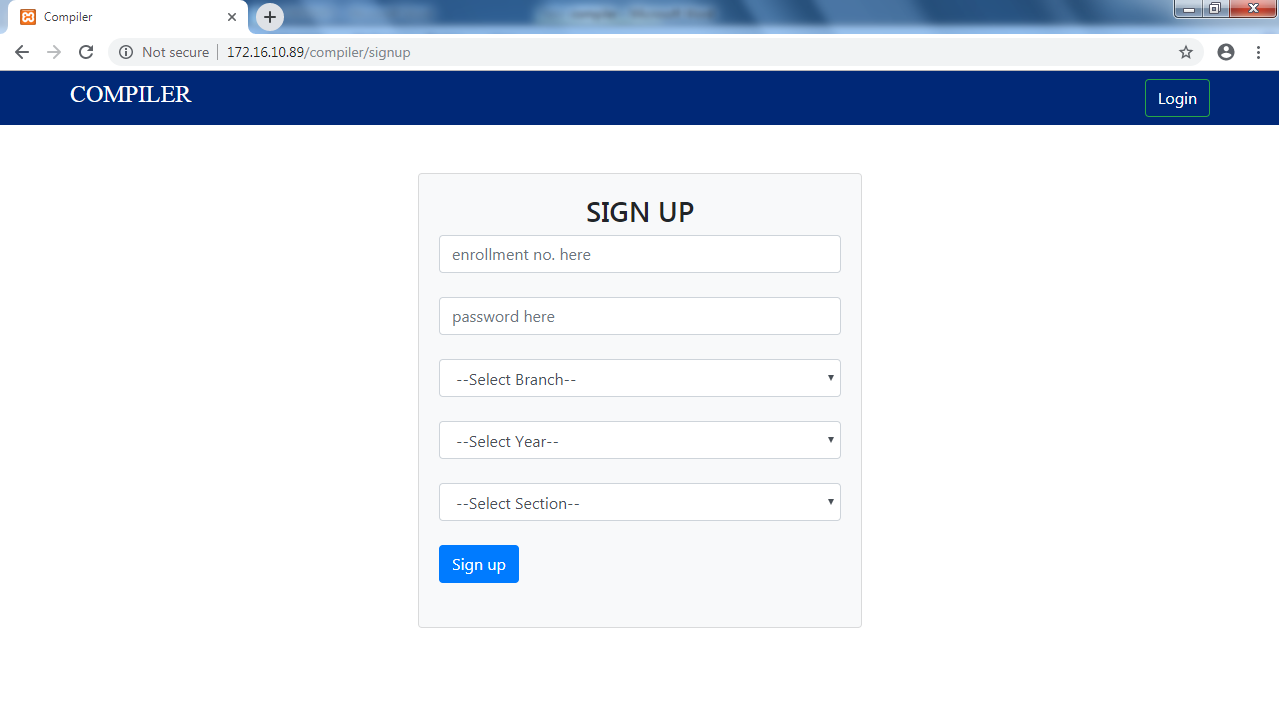 Compiler
Not secure
172.16.10.89/compiler/signup
COMPILER
Login
SIGN UP
enrollment no. here
password here
--Select Branch--
--Select Year--
--Select Section--
Sign up